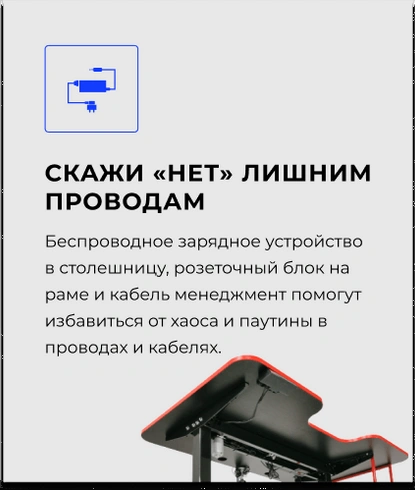 СКАЖИ «НЕТ» ЛИШНИМ
ПРОВОДАМ
Беспроводное зарядное устройство
в столешницу, розеточный блок на
раме и кабель менеджмент помогут
избавиться от хаоса и паутины в
проводах и кабелях.